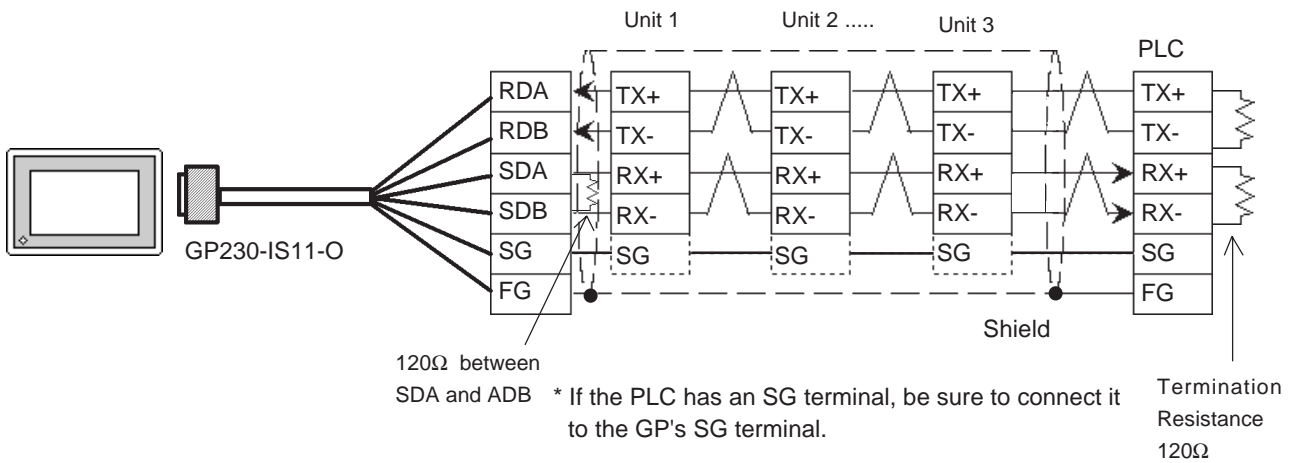 Unit 1
Unit 2 .....
Unit 3
PLC
RDA
TX+
TX+
TX+
TX+
RDB
TX-
TX-
TX-
TX-
SDA
RX+
RX+
RX+
RX+
SDB
RX-
RX-
RX-
RX-
GP230-IS11-O
SG
SG
SG
SG
SG
FG
FG
Shield
120Ω between
SDA and ADB
* If the PLC has an SG terminal, be sure to connect it
to the GP's SG terminal.
Termination
Resistance
120Ω